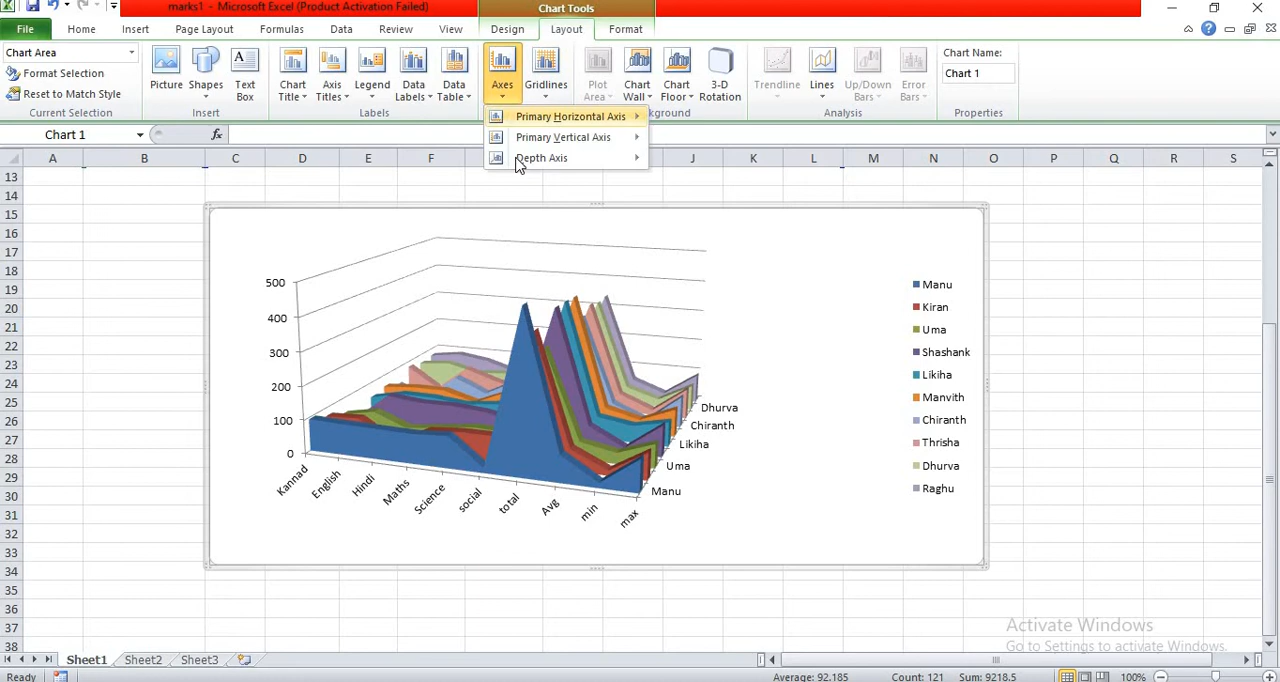 marks1 - Microsoft Excel (Product Activation Failed)
Chart Tools
File Home Insert Page Layout Formulas Data Review View Design Layout Format
Chart Area
Format Selection
Reset to Match Style
Current Selection
Picture Shapes Text Box
Insert
Chart Title Axis Titles Legend Data Labels Data Table
Labels
Axes Gridlines
Plot Area Chart Wall Chart Floor 3-D Rotation
kground
Trendline Lines Up/Down Bars Error Bars
Analysis
Chart Name:
Chart 1
Properties
Primary Horizontal Axis
Primary Vertical Axis
Depth Axis
Chart 1 fx
A B C D E F J K L M N O P Q R S
13
14
15
16
17
18
19
20
21
22
23
24
25
26
27
28
29
30
31
32
33
34
35
36
37
38
500
400
300
200
100
0
Kannad English Hindi Maths Science social total Avg min max
Dhurva
Chiranth
Likiha
Uma
Manu
Manu
Kiran
Uma
Shashank
Likiha
Manvith
Chiranth
Thrisha
Dhurva
Raghu
Activate Windows
Go to Settings to activate Windows.
Sheet1 Sheet2 Sheet3
Ready Average: 92.185 Count: 121 Sum: 9218.5 100%